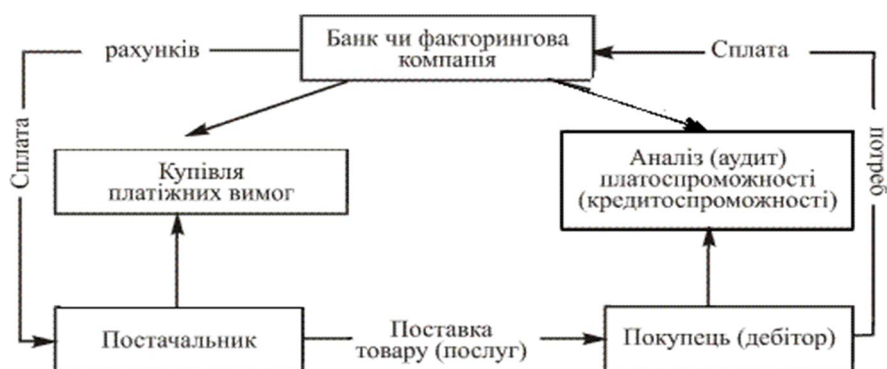 рахунків
Банк чи факторингова
компанія
Сплата
Сплата
потреб
Купівля
платіжних вимог
Аналіз (аудит)
платоспроможності
(кредитоспроможності)
Постачальник
Поставка
товару (послуг)
Покупець (дебітор)